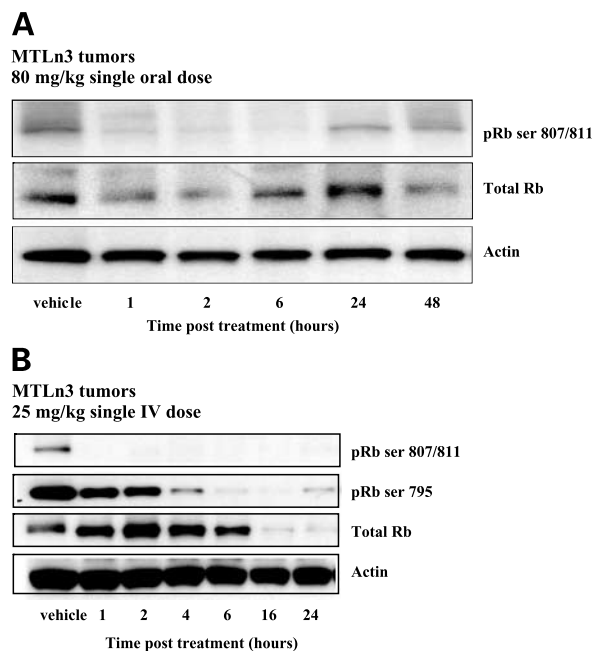 A
MTLn3 tumors
80 mg/kg single oral dose
pRb ser 807/811
Total Rb
Actin
vehicle 1 2 6 24 48
Time post treatment (hours)
B
MTLn3 tumors
25 mg/kg single IV dose
pRb ser 807/811
pRb ser 795
Total Rb
Actin
vehicle 1 2 4 6 16 24
Time post treatment (hours)